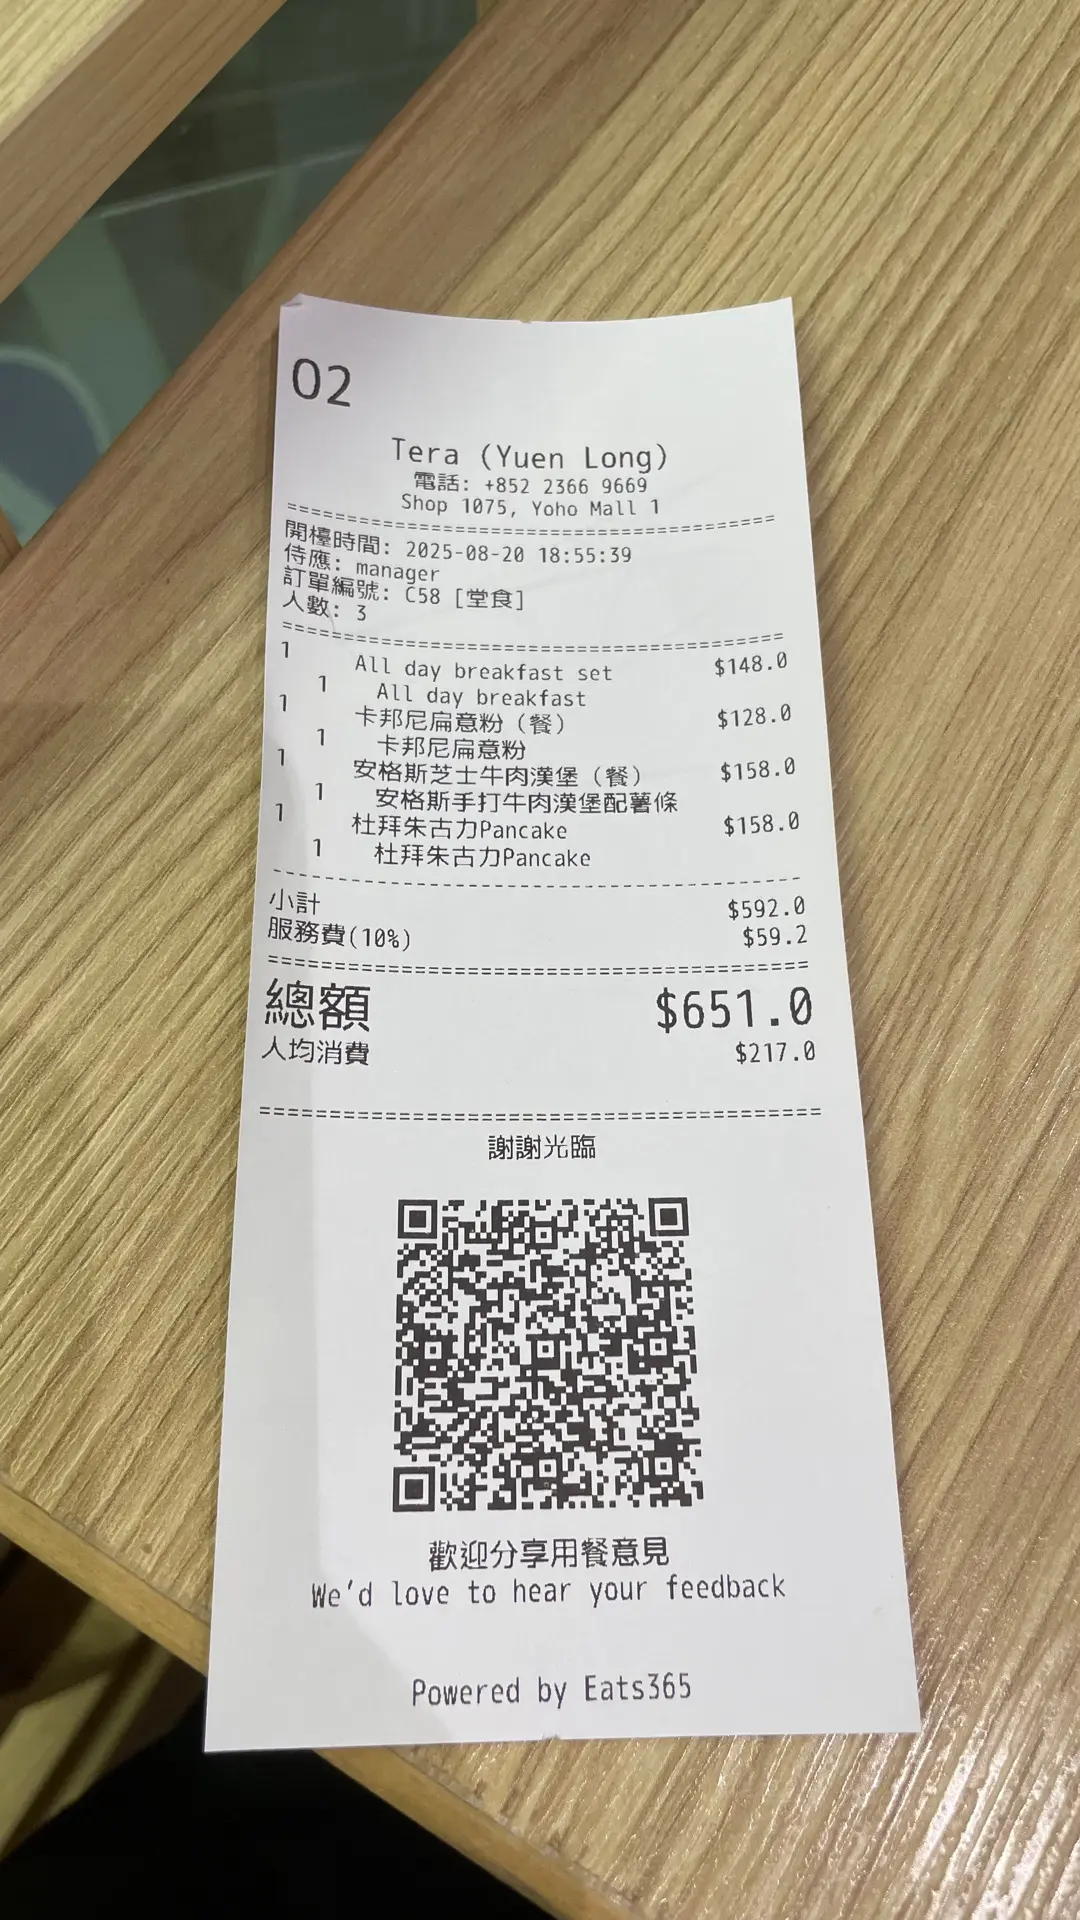 02
Tera (Yuen Long)
電話: +852 2366 9669
Shop 1075, Yoho Mall 1
開檯時間: 2025-08-20 18:55:39
侍應: manager
訂單編號: C58 [堂食]
人數: 3
1 All day breakfast set $148.0
1 All day breakfast
1 卡邦尼扁意粉（餐） $128.0
1 卡邦尼扁意粉
1 安格斯芝士牛肉漢堡（餐） $158.0
1 安格斯手打牛肉漢堡配薯條
1 杜拜朱古力Pancake $158.0
1 杜拜朱古力Pancake
小計 $592.0
服務費(10%) $59.2
總額 $651.0
人均消費 $217.0
謝謝光臨
歡迎分享用餐意見
We'd love to hear your feedback
Powered by Eats365